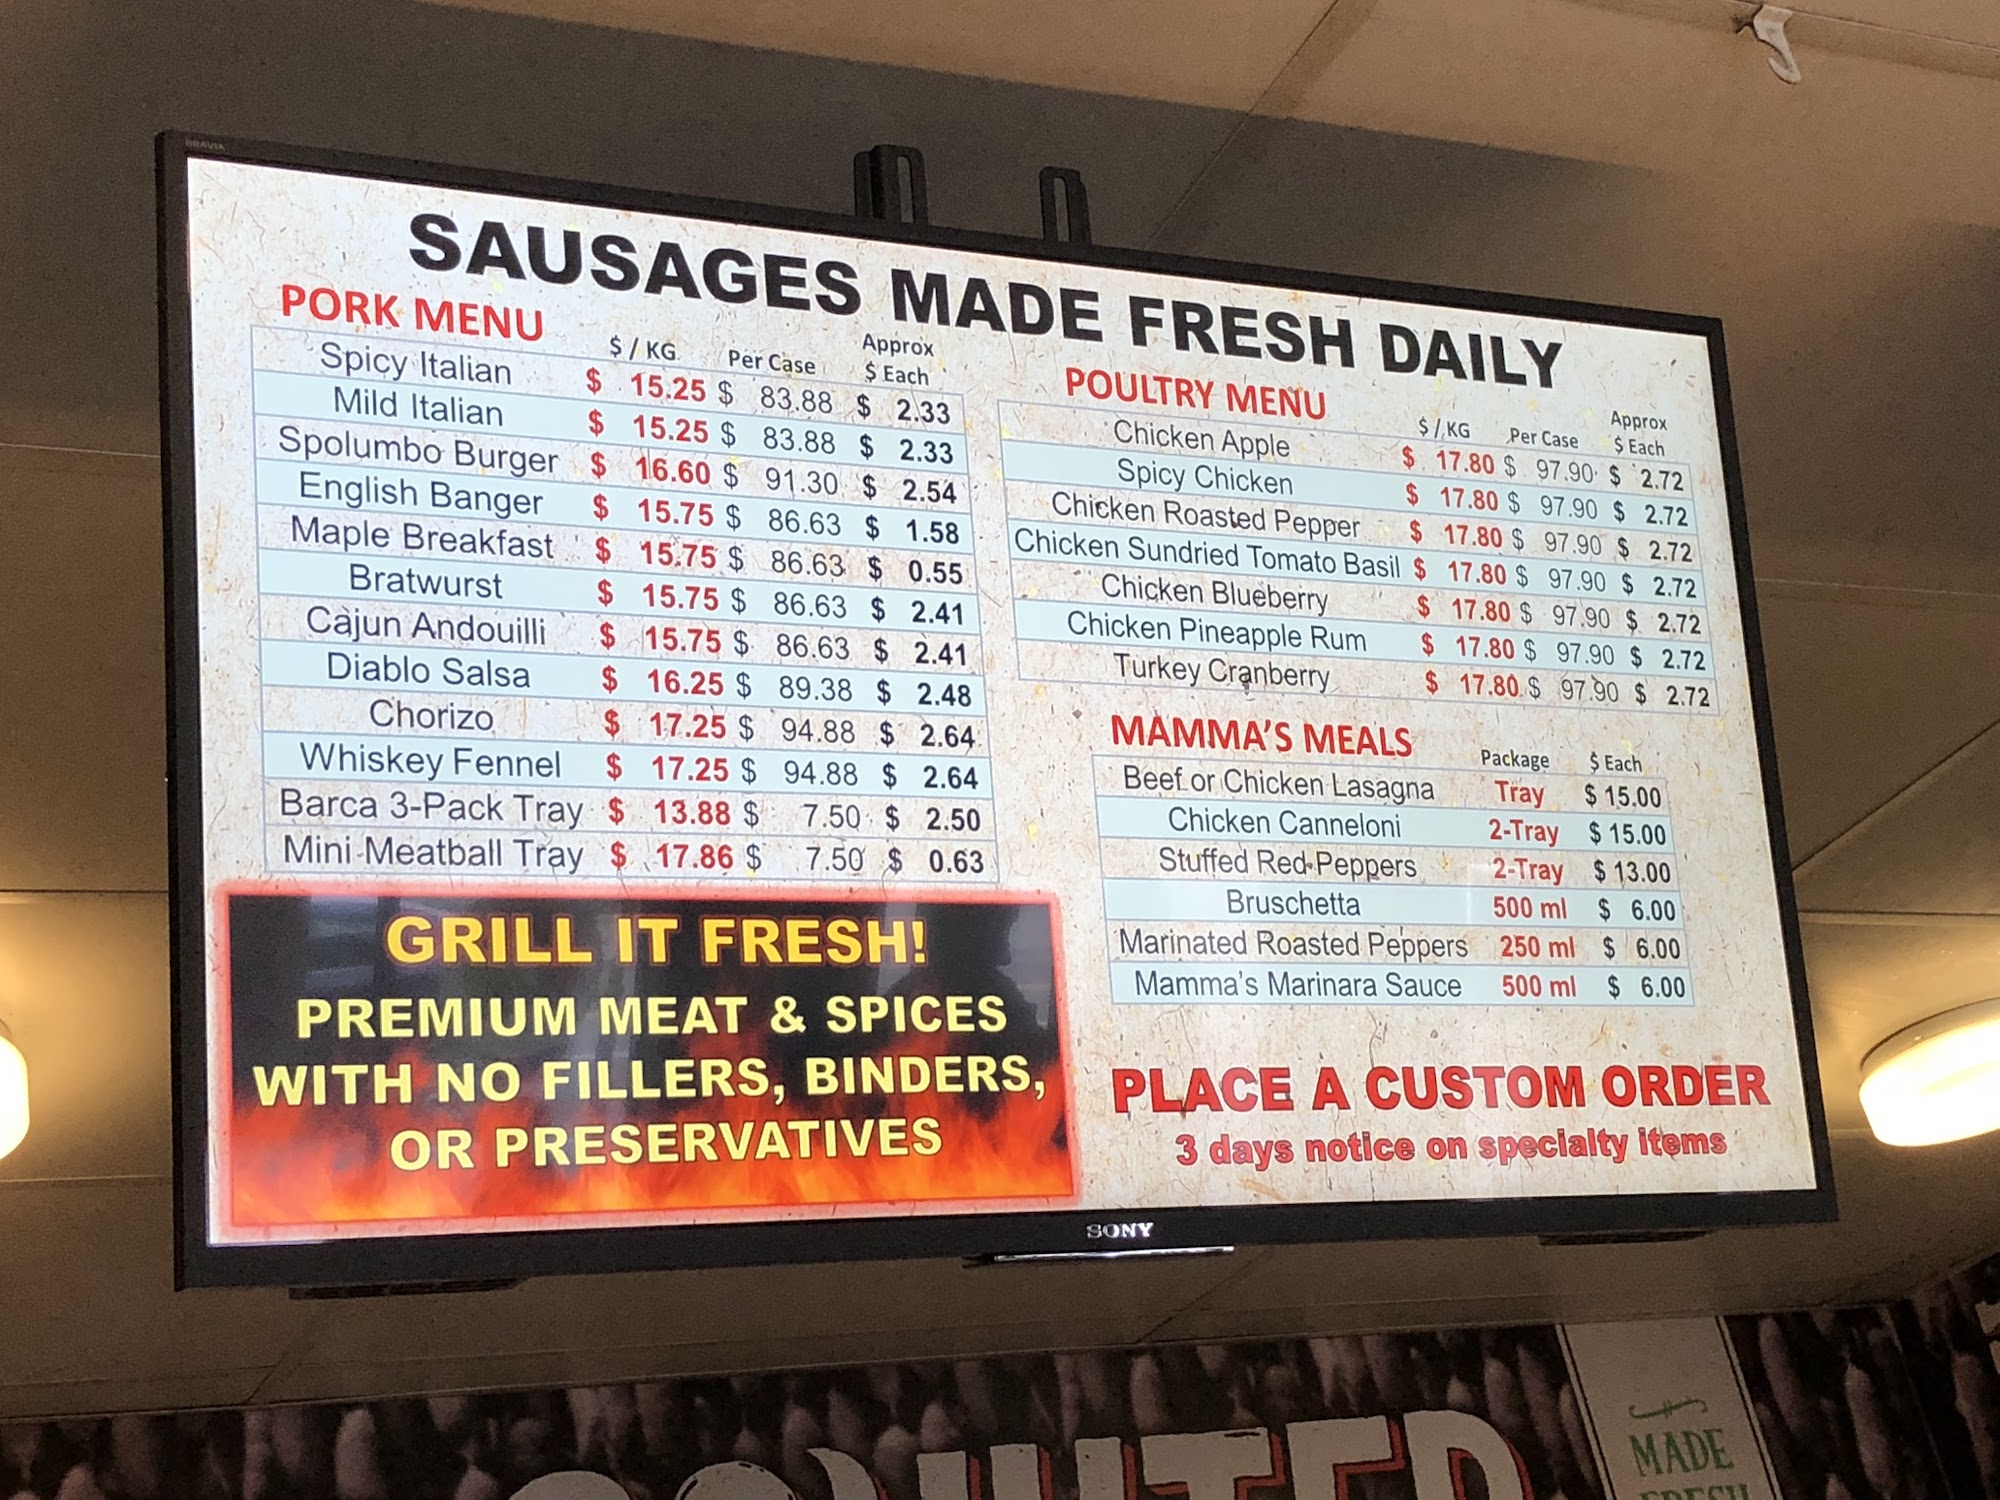 BRAVIA
SAUSAGES MADE FRESH DAILY
PORK MENU
$ / KG Per Case Approx $ Each
Spicy Italian $ 15.25 $ 83.88 $ 2.33
Mild Italian $ 15.25 $ 83.88 $ 2.33
Spolumbo Burger $ 16.60 $ 91.30 $ 2.54
English Banger $ 15.75 $ 86.63 $ 1.58
Maple Breakfast $ 15.75 $ 86.63 $ 0.55
Bratwurst $ 15.75 $ 86.63 $ 2.41
Cajun Andouilli $ 15.75 $ 86.63 $ 2.41
Diablo Salsa $ 16.25 $ 89.38 $ 2.48
Chorizo $ 17.25 $ 94.88 $ 2.64
Whiskey Fennel $ 17.25 $ 94.88 $ 2.64
Barca 3-Pack Tray $ 13.88 $ 7.50 $ 2.50
Mini Meatball Tray $ 17.86 $ 7.50 $ 0.63
GRILL IT FRESH!
PREMIUM MEAT & SPICES
WITH NO FILLERS, BINDERS,
OR PRESERVATIVES
POULTRY MENU
$ / KG Per Case Approx $ Each
Chicken Apple $ 17.80 $ 97.90 $ 2.72
Spicy Chicken $ 17.80 $ 97.90 $ 2.72
Chicken Roasted Pepper $ 17.80 $ 97.90 $ 2.72
Chicken Sundried Tomato Basil $ 17.80 $ 97.90 $ 2.72
Chicken Blueberry $ 17.80 $ 97.90 $ 2.72
Chicken Pineapple Rum $ 17.80 $ 97.90 $ 2.72
Turkey Cranberry $ 17.80 $ 97.90 $ 2.72
MAMMA'S MEALS
Package $ Each
Beef or Chicken Lasagna Tray $ 15.00
Chicken Canneloni 2-Tray $ 15.00
Stuffed Red Peppers 2-Tray $ 13.00
Bruschetta 500 ml $ 6.00
Marinated Roasted Peppers 250 ml $ 6.00
Mamma's Marinara Sauce 500 ml $ 6.00
PLACE A CUSTOM ORDER
3 days notice on specialty items
SONY
MADE
FRESH